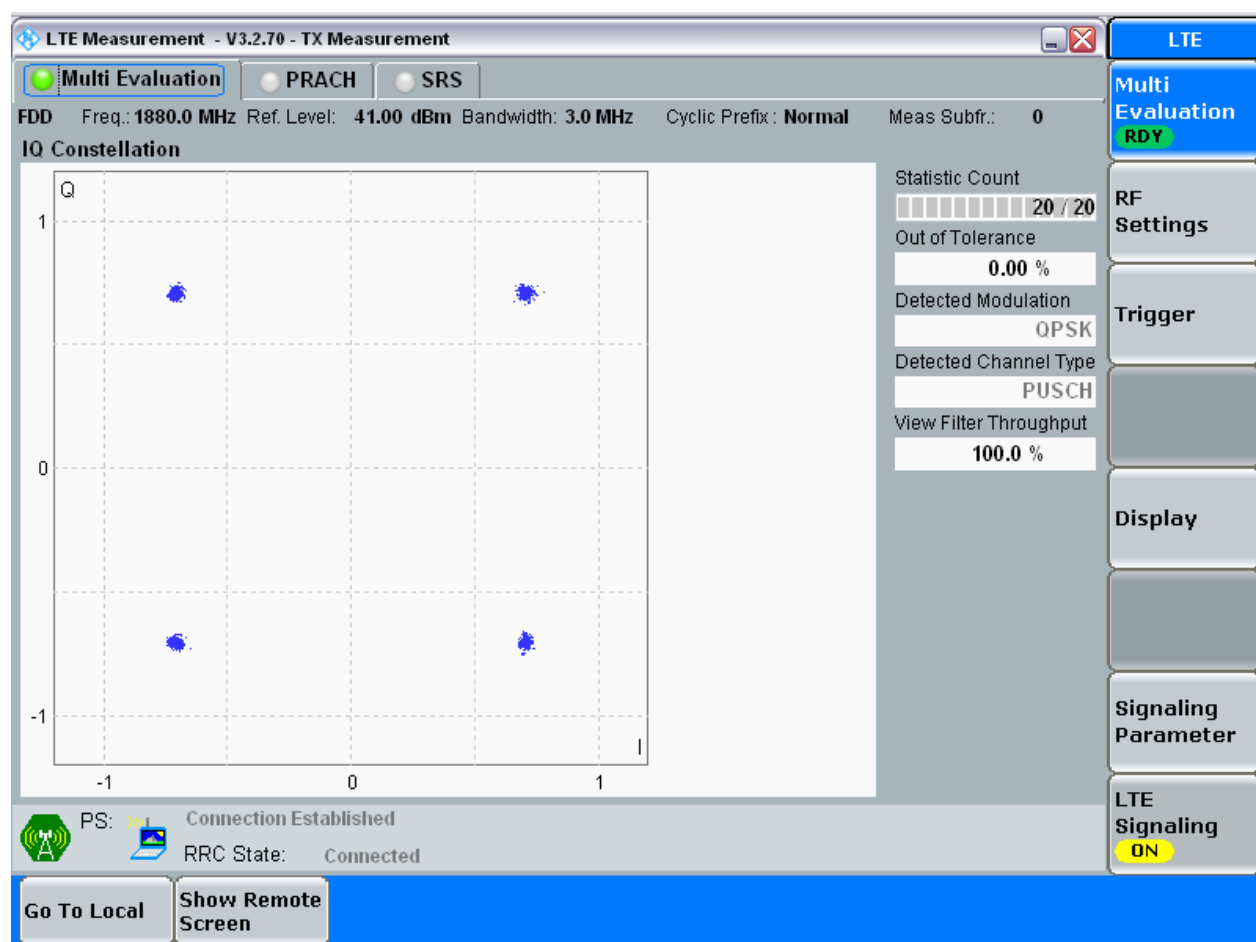 LTE Measurement - V3.2.70 - TX Measurement
LTE
Multi Evaluation PRACH SRS
FDD Freq.: 1880.0 MHz Ref. Level: 41.00 dBm Bandwidth: 3.0 MHz Cyclic Prefix : Normal Meas Subfr.: 0
IQ Constellation
Q
1
0
-1
I
-1 0 1
Statistic Count
20 / 20
Out of Tolerance
0.00 %
Detected Modulation
QPSK
Detected Channel Type
PUSCH
View Filter Throughput
100.0 %
Multi
Evaluation
RDY
RF
Settings
Trigger
Display
Signaling
Parameter
LTE
Signaling
ON
PS: Connection Established
RRC State: Connected
Go To Local
Show Remote
Screen